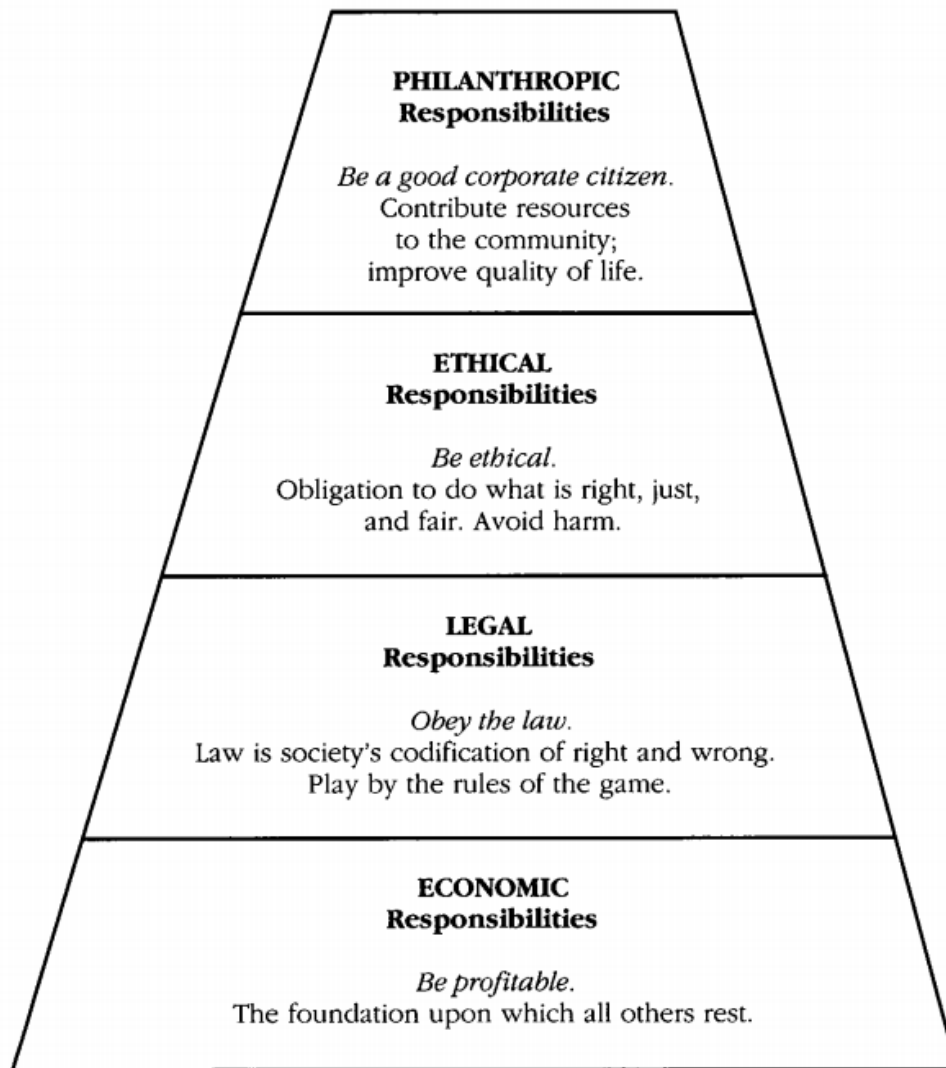 PHILANTHROPIC
Responsibilities
Be a good corporate citizen.
Contribute resources
to the community;
improve quality of life.
ETHICAL
Responsibilities
Be ethical.
Obligation to do what is right, just,
and fair. Avoid harm.
LEGAL
Responsibilities
Obey the law.
Law is society's codification of right and wrong.
Play by the rules of the game.
ECONOMIC
Responsibilities
Be profitable.
The foundation upon which all others rest.